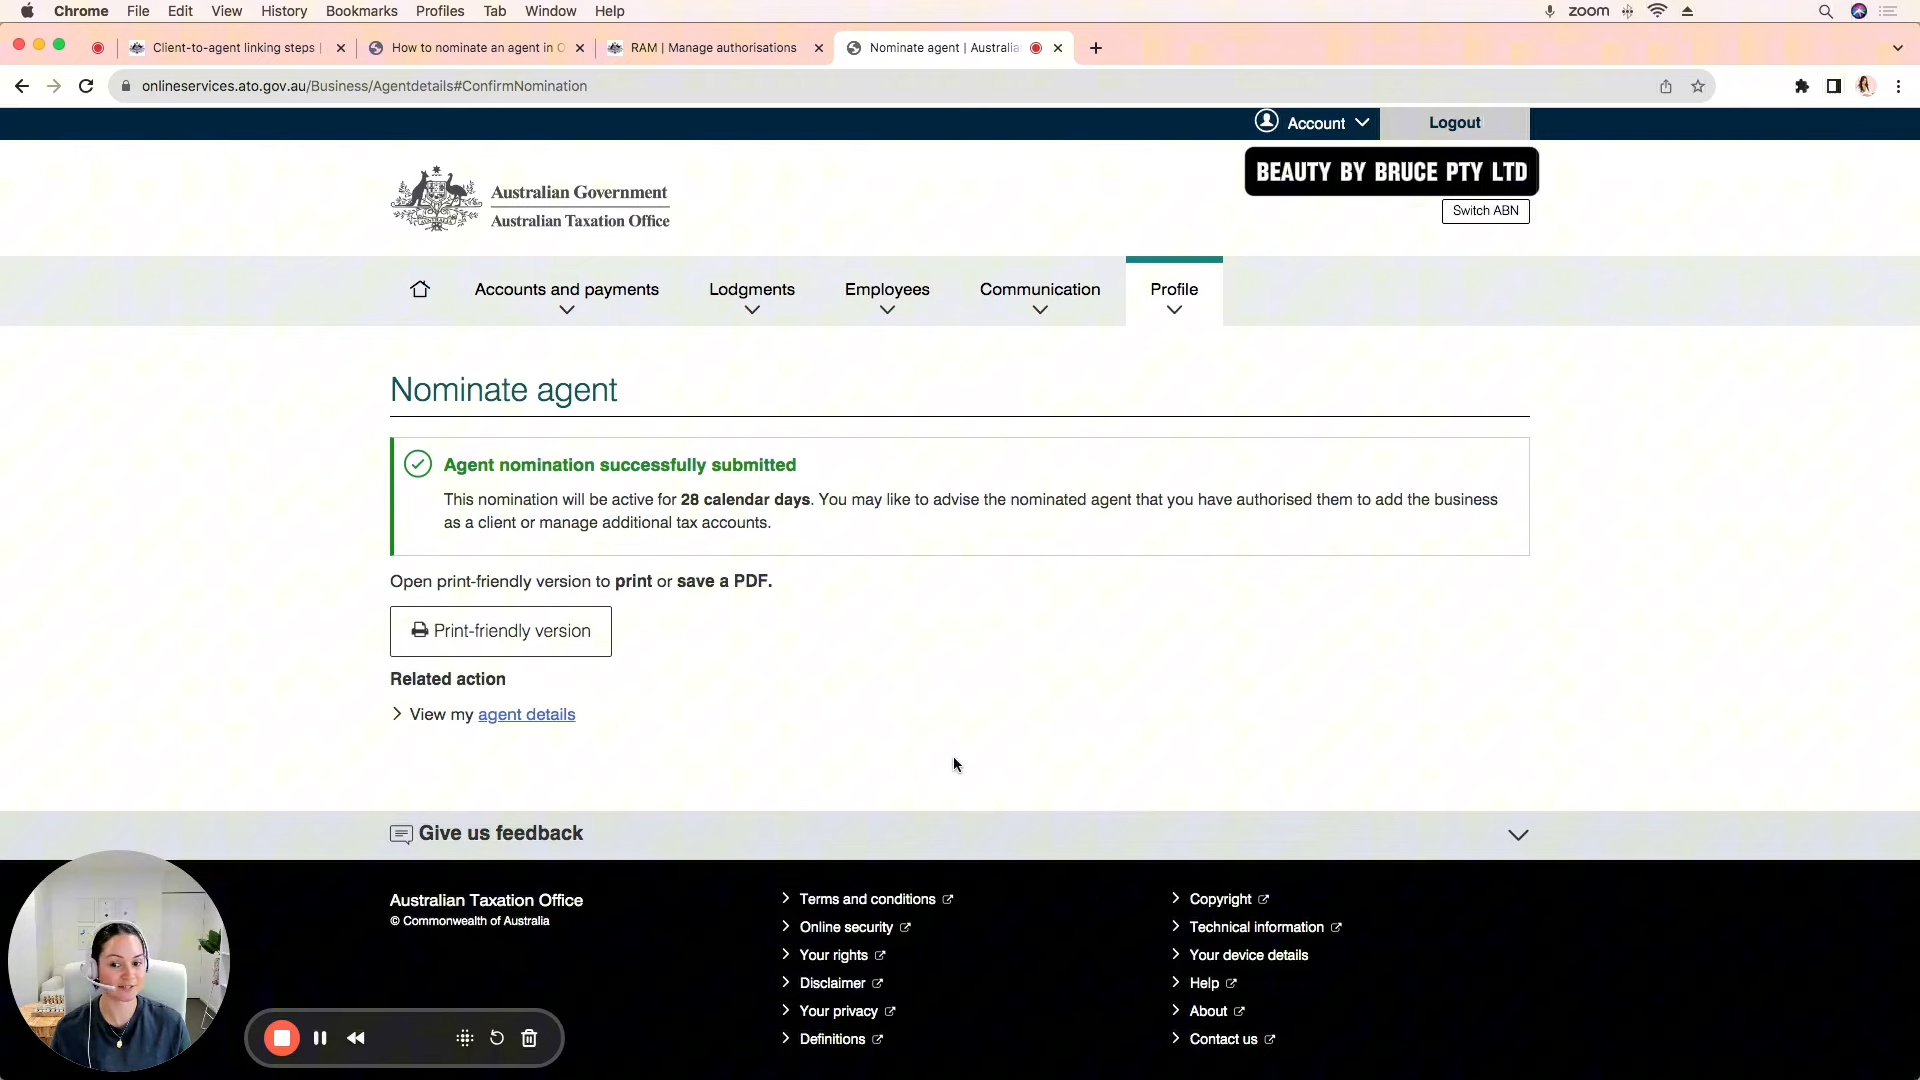 Chrome File Edit View History Bookmarks Profiles Tab Window Help zoom
Client-to-agent linking steps
How to nominate an agent in O
RAM | Manage authorisations
Nominate agent | Australia
onlineservices.ato.gov.au/Business/Agentdetails#ConfirmNomination
Account Logout
BEAUTY BY BRUCE PTY LTD
Switch ABN
Australian Government
Australian Taxation Office
Accounts and payments Lodgments Employees Communication Profile
Nominate agent
Agent nomination successfully submitted
This nomination will be active for 28 calendar days. You may like to advise the nominated agent that you have authorised them to add the business
as a client or manage additional tax accounts.
Open print-friendly version to print or save a PDF.
Print-friendly version
Related action
View my agent details
Give us feedback
Australian Taxation Office
© Commonwealth of Australia
Terms and conditions
Online security
Your rights
Disclaimer
Your privacy
Definitions
Copyright
Technical information
Your device details
Help
About
Contact us